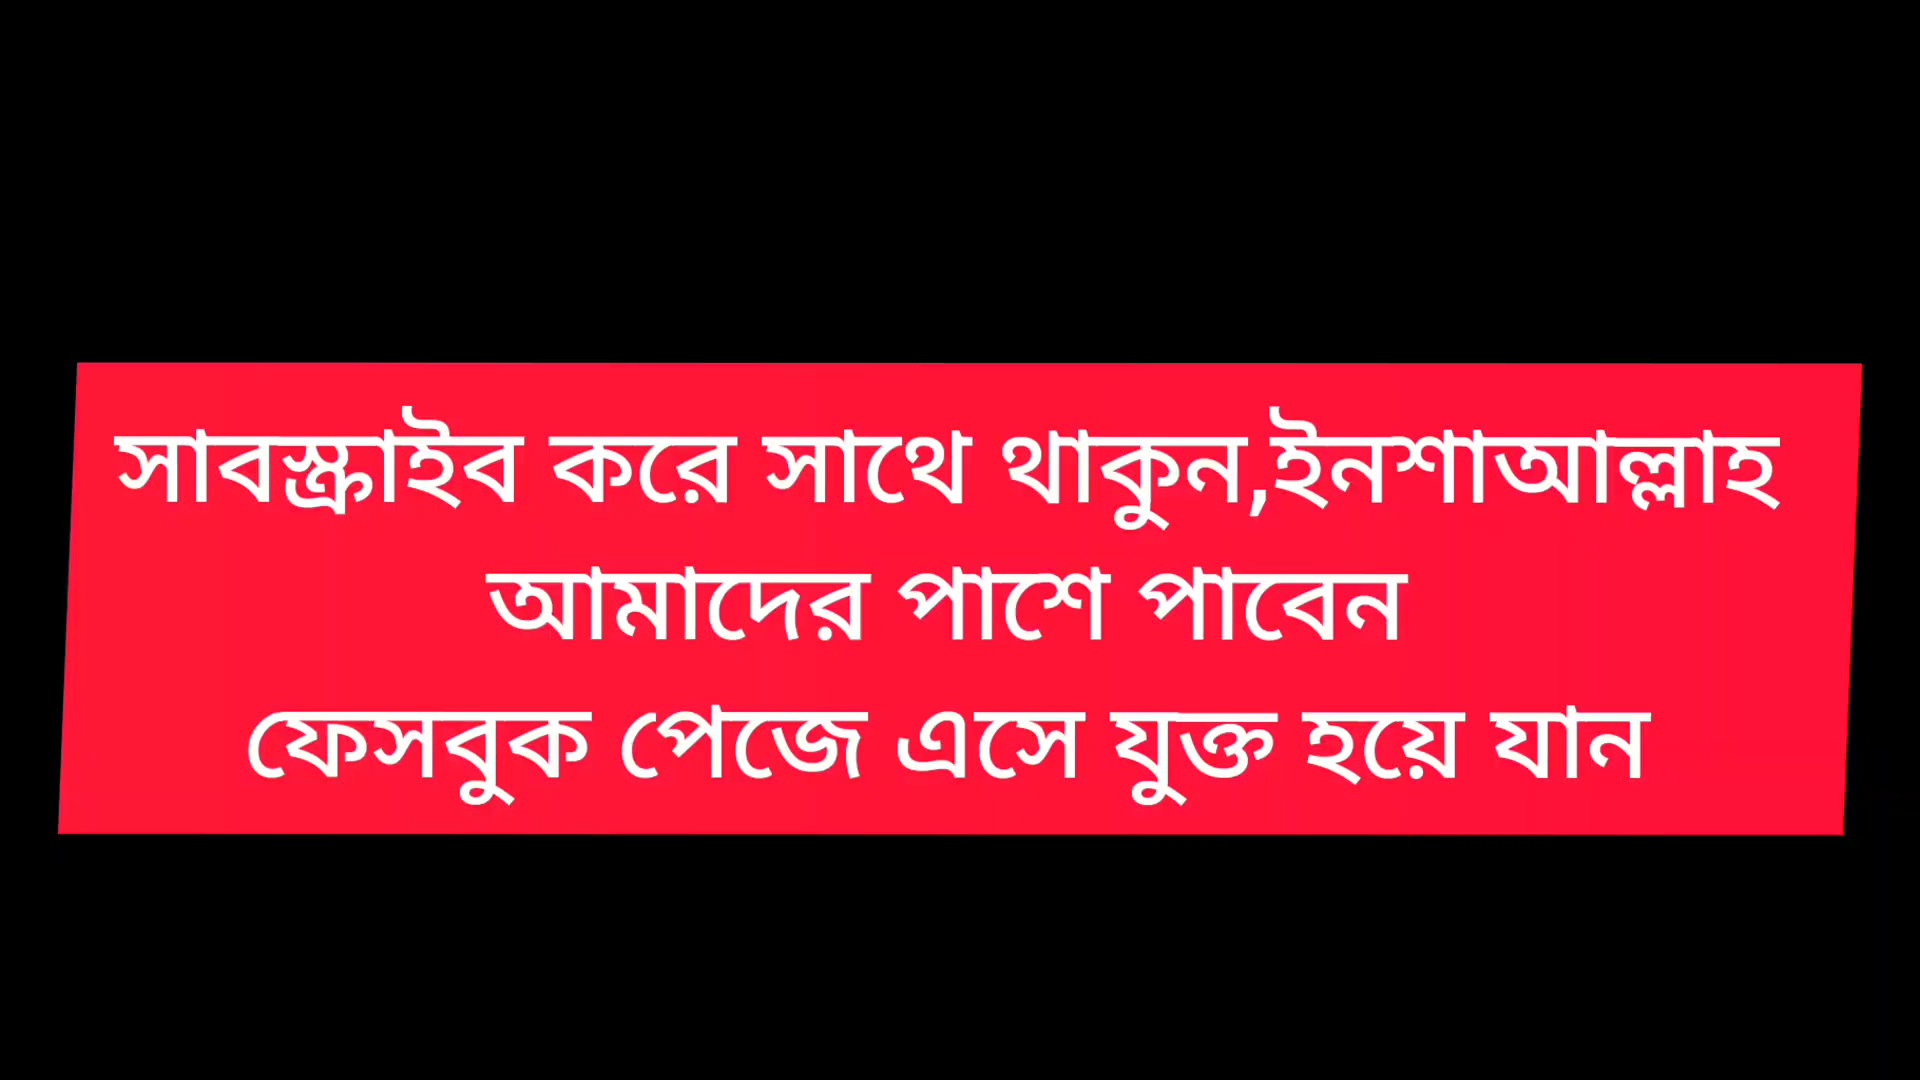 সাবস্ক্রাইব করে সাথে থাকুন,ইনশাআল্লাহ
আমাদের পাশে পাবেন
ফেসবুক পেজে এসে যুক্ত হয়ে যান